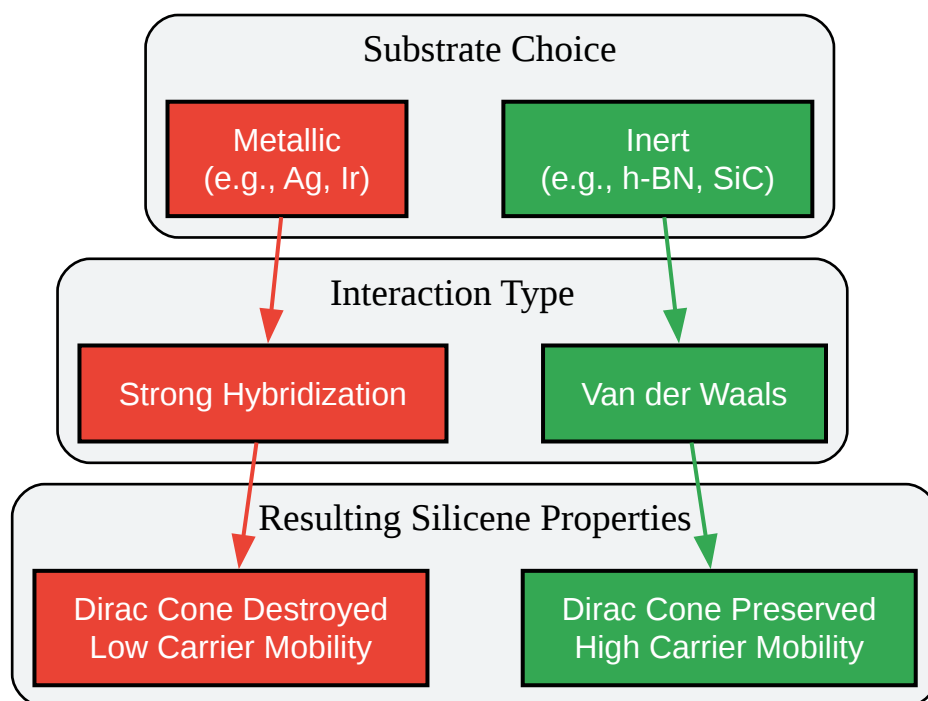 Substrate Choice
Metallic
(e.g., Ag, Ir)
Inert
(e.g., h-BN, SiC)
Interaction Type
Strong Hybridization
Van der Waals
Resulting Silicene Properties
Dirac Cone Destroyed
Low Carrier Mobility
Dirac Cone Preserved
High Carrier Mobility